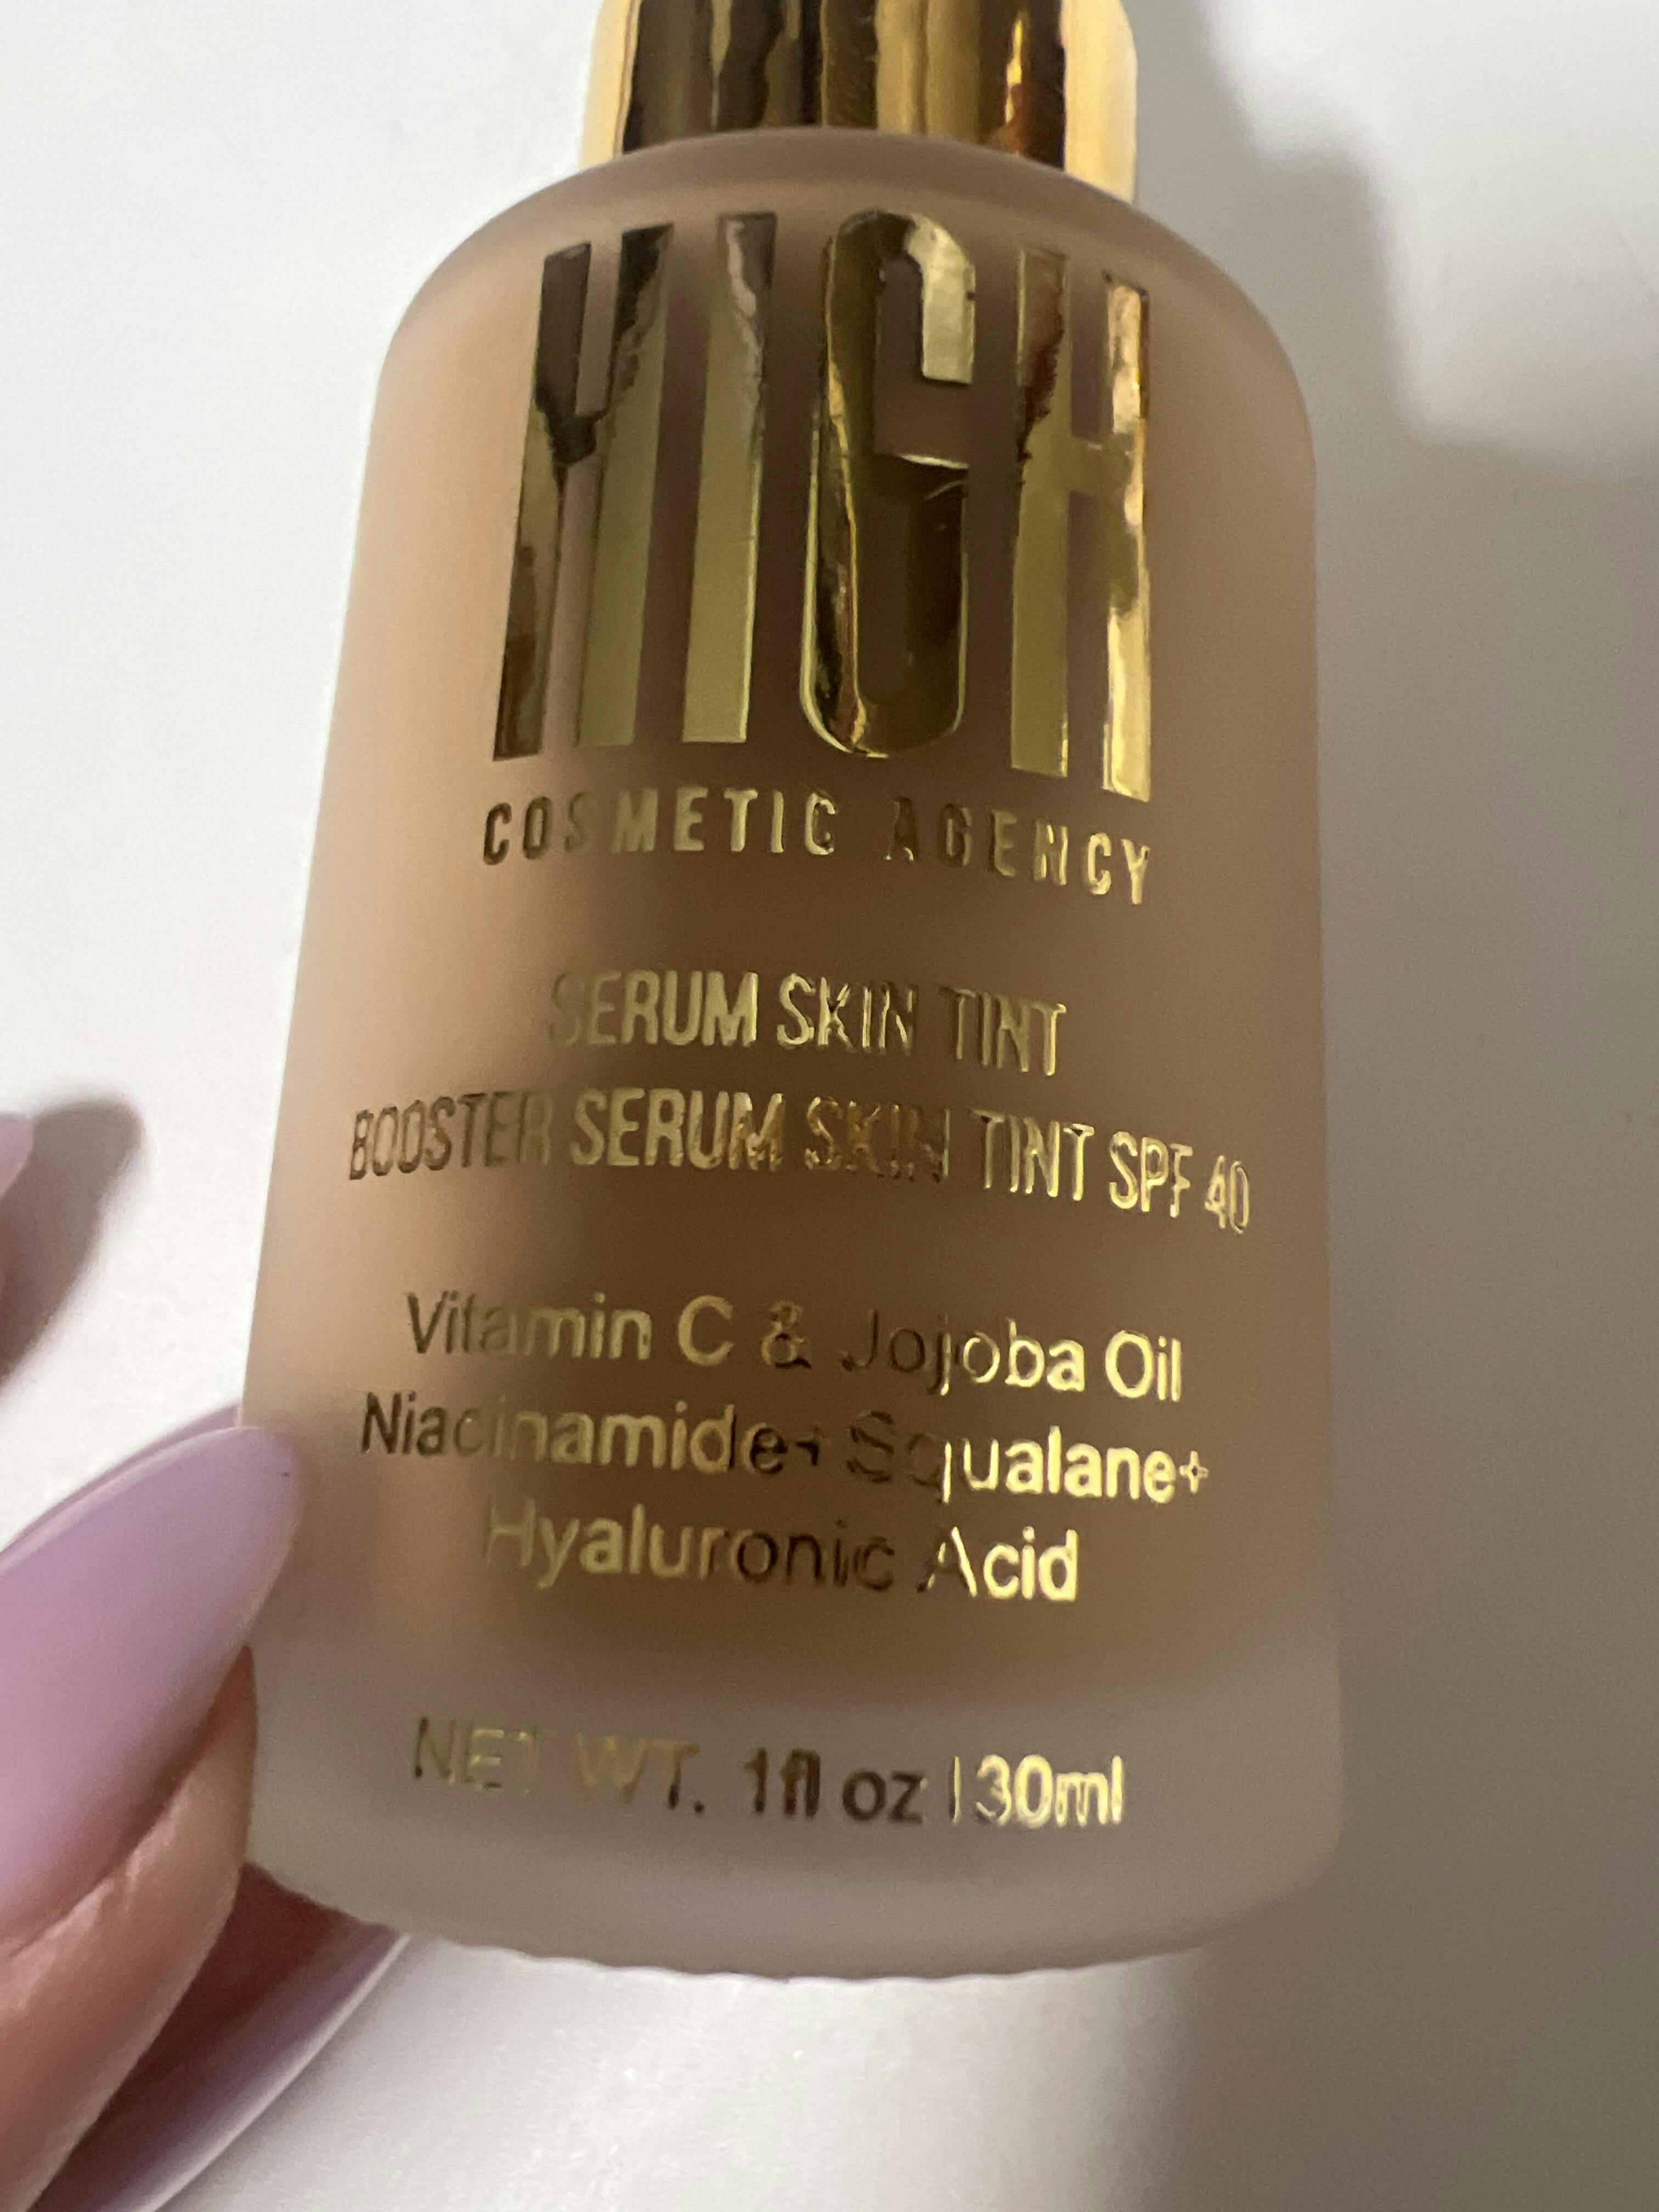 HIGH
COSMETIC AGENCY
SERUM SKIN TINT
BOOSTER SERUM SKIN TINT SPF 40
Vitamin C & Jojoba Oil
Niacinamide+ Squalane+
Hyaluronic Acid
NET WT. 1fl oz | 30ml